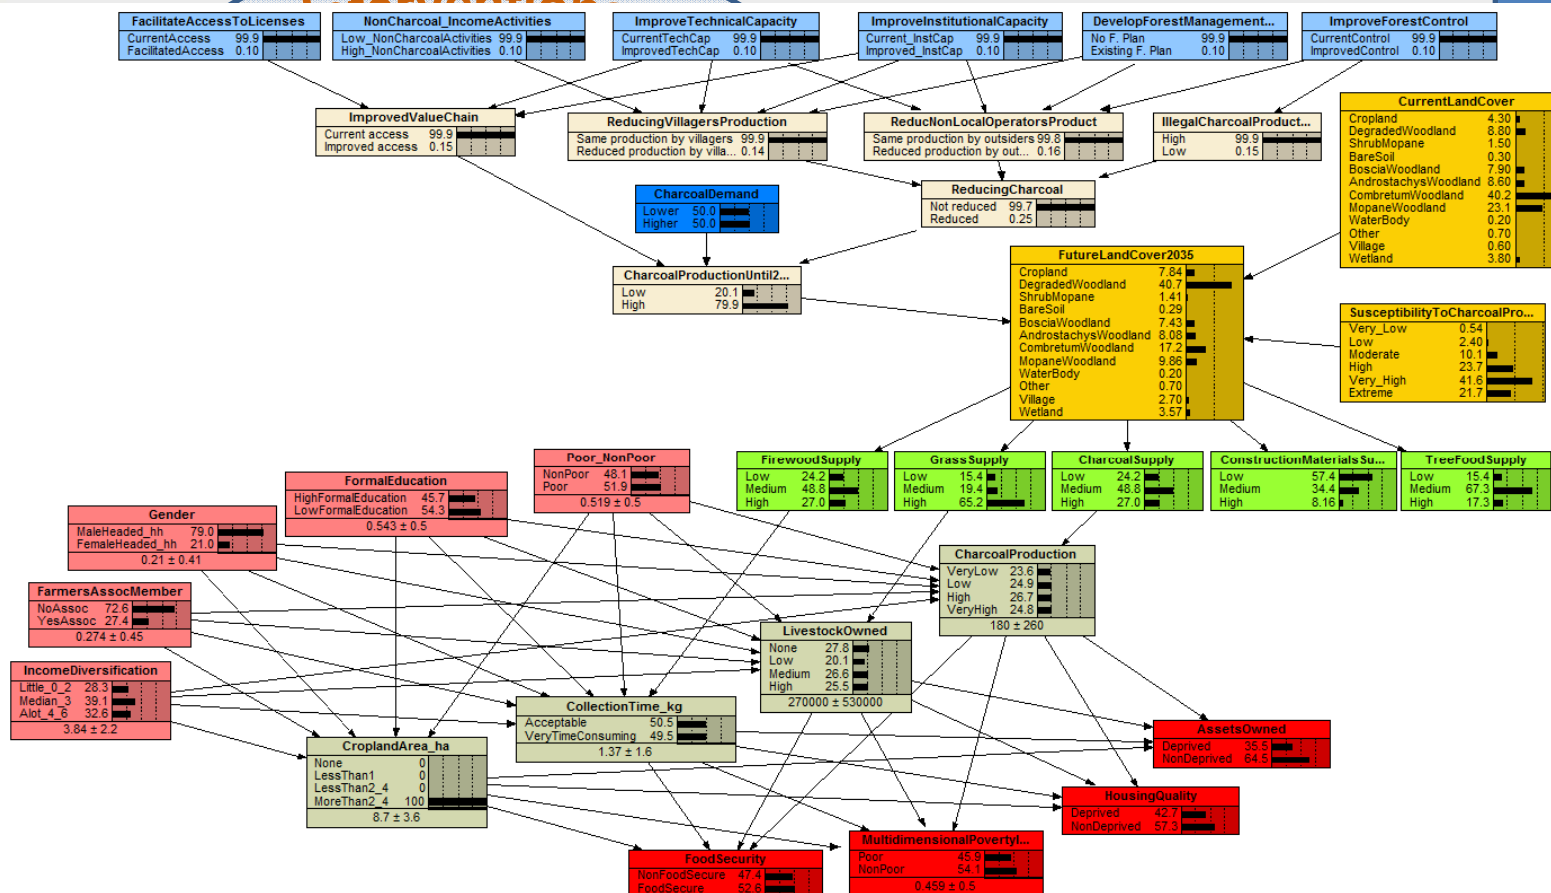 FacilitateAccessToLicenses
CurrentAccess 99.9
FacilitatedAccess 0.10
NonCharcoal_IncomeActivities
Low_NonCharcoalActivities 99.9
High_NonCharcoalActivities 0.10
ImproveTechnicalCapacity
CurrentTechCap 99.9
ImprovedTechCap 0.10
ImproveInstitutionalCapacity
Current_InstCap 99.9
Improved_InstCap 0.10
DevelopForestManagement...
No F. Plan 99.9
Existing F. Plan 0.10
ImproveForestControl
CurrentControl 99.9
ImprovedControl 0.10
ImprovedValueChain
Current access 99.9
Improved access 0.15
ReducingVillagersProduction
Same production by villagers 99.9
Reduced production by villa... 0.14
ReducNonLocalOperatorsProduct
Same production by outsiders 99.8
Reduced production by out... 0.16
IllegalCharcoalProduct...
High 99.9
Low 0.15
CurrentLandCover
Cropland 4.30
DegradedWoodland 8.80
ShrubMopane 1.50
BareSoil 0.30
BosciaWoodland 7.90
AndrostachysWoodland 8.60
CombretumWoodland 40.2
MopaneWoodland 23.1
WaterBody 0.20
Other 0.70
Village 0.60
Wetland 3.80
CharcoalDemand
Lower 50.0
Higher 50.0
ReducingCharcoal
Not reduced 99.7
Reduced 0.25
CharcoalProductionUntil2...
Low 20.1
High 79.9
FutureLandCover2035
Cropland 7.84
DegradedWoodland 40.7
ShrubMopane 1.41
BareSoil 0.29
BosciaWoodland 7.43
AndrostachysWoodland 8.08
CombretumWoodland 17.2
MopaneWoodland 9.86
WaterBody 0.20
Other 0.70
Village 2.70
Wetland 3.57
SusceptibilityToCharcoalPro...
Very_Low 0.54
Low 2.40
Moderate 10.1
High 23.7
Very_High 41.6
Extreme 21.7
Poor_NonPoor
NonPoor 48.1
Poor 51.9
0.519 ± 0.5
FirewoodSupply
Low 24.2
Medium 48.8
High 27.0
GrassSupply
Low 15.4
Medium 19.4
High 65.2
CharcoalSupply
Low 24.2
Medium 48.8
High 27.0
ConstructionMaterialsSu...
Low 57.4
Medium 34.4
High 8.16
TreeFoodSupply
Low 15.4
Medium 67.3
High 17.3
FormalEducation
HighFormalEducation 45.7
LowFormalEducation 54.3
0.543 ± 0.5
Gender
MaleHeaded_hh 79.0
FemaleHeaded_hh 21.0
0.21 ± 0.41
CharcoalProduction
VeryLow 23.6
Low 24.9
High 26.7
VeryHigh 24.8
180 ± 260
FarmersAssocMember
NoAssoc 72.6
YesAssoc 27.4
0.274 ± 0.45
LivestockOwned
None 27.8
Low 20.1
Medium 26.6
High 25.5
270000 ± 530000
IncomeDiversification
Little_0_2 28.3
Median_3 39.1
Alot_4_6 32.6
3.84 ± 2.2
CollectionTime_kg
Acceptable 50.5
VeryTimeConsuming 49.5
1.37 ± 1.6
AssetsOwned
Deprived 35.5
NonDeprived 64.5
CroplandArea_ha
None 0
LessThan1 0
LessThan2_4 0
MoreThan2_4 100
8.7 ± 3.6
HousingQuality
Deprived 42.7
NonDeprived 57.3
MultidimensionalPovertyI...
Poor 45.9
NonPoor 54.1
0.459 ± 0.5
FoodSecurity
NonFoodSecure 47.4
FoodSecure 52.6